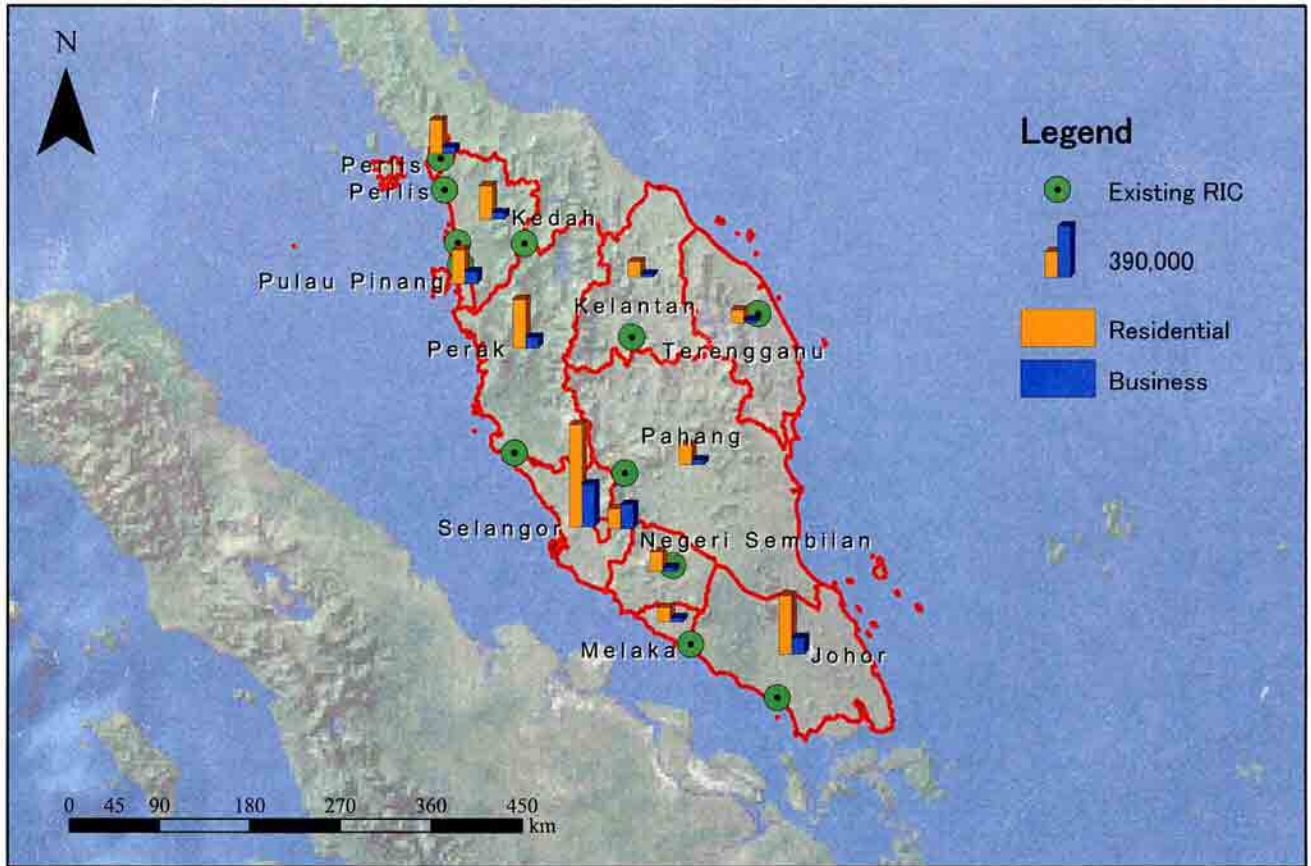 N
Legend
Existing RIC
390,000
Residential
Business
Perlis
Perlis
Kedah
Pulau Pinang
Kelantan
Perak
Terengganu
Pahang
Selangor
Negeri Sembilan
Melaka
Johor
0 45 90 180 270 360 450
km